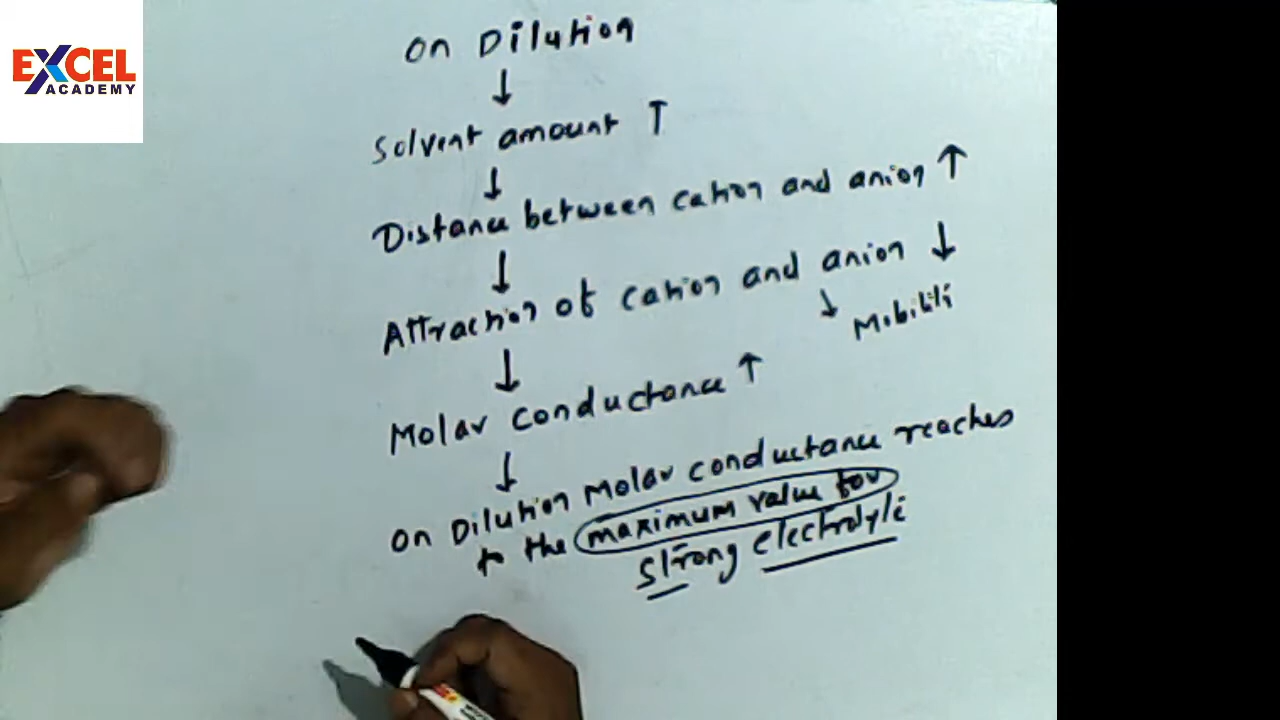 EXCEL
ACADEMY
On Dilution
↓
Solvent amount ↑
↓
Distance between cation and anion ↑
↓
Attraction of cation and anion ↓
↓ Mobiliti
↓
Molar conductance ↑
↓
On Dilution Molar conductance reaches
to the maximum value for
strong electrolyte